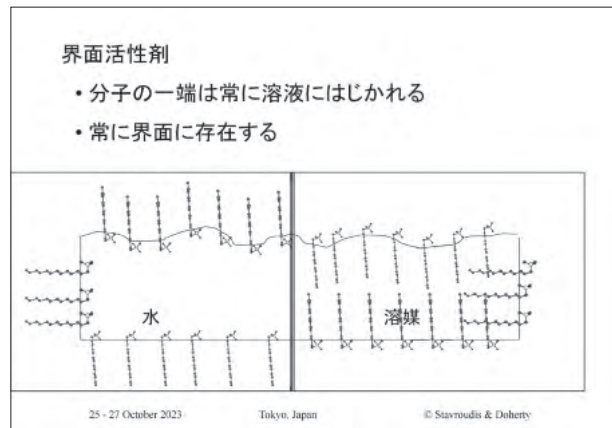 界面活性剤
• 分子の一端は常に溶液にはじかれる
• 常に界面に存在する
水
溶媒
25 - 27 October 2023 Tokyo, Japan © Stavroudis & Doherty